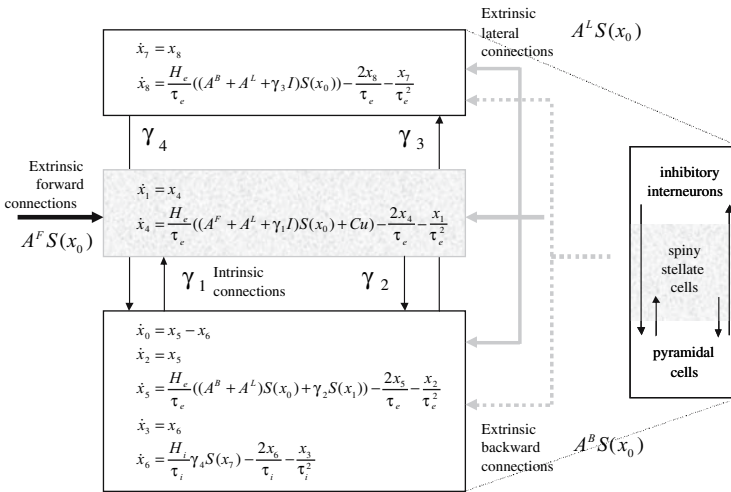 Extrinsic
lateral
connections
A^L S(x_0)
ẋ_7 = x_8
ẋ_8 = H_e/τ_e ((A^B + A^L + γ_3 I)S(x_0)) − 2x_8/τ_e − x_7/τ_e^2
γ_4
γ_3
Extrinsic
forward
connections
A^F S(x_0)
ẋ_1 = x_4
ẋ_4 = H_e/τ_e ((A^F + A^L + γ_1 I)S(x_0) + Cu) − 2x_4/τ_e − x_1/τ_e^2
γ_1
Intrinsic
connections
γ_2
ẋ_0 = x_5 − x_6
ẋ_2 = x_5
ẋ_5 = H_e/τ_e ((A^B + A^L)S(x_0) + γ_2 S(x_1)) − 2x_5/τ_e − x_2/τ_e^2
ẋ_3 = x_6
ẋ_6 = H_i/τ_i γ_4 S(x_7) − 2x_6/τ_i − x_3/τ_i^2
Extrinsic
backward
connections
A^B S(x_0)
inhibitory
interneurons
spiny
stellate
cells
pyramidal
cells